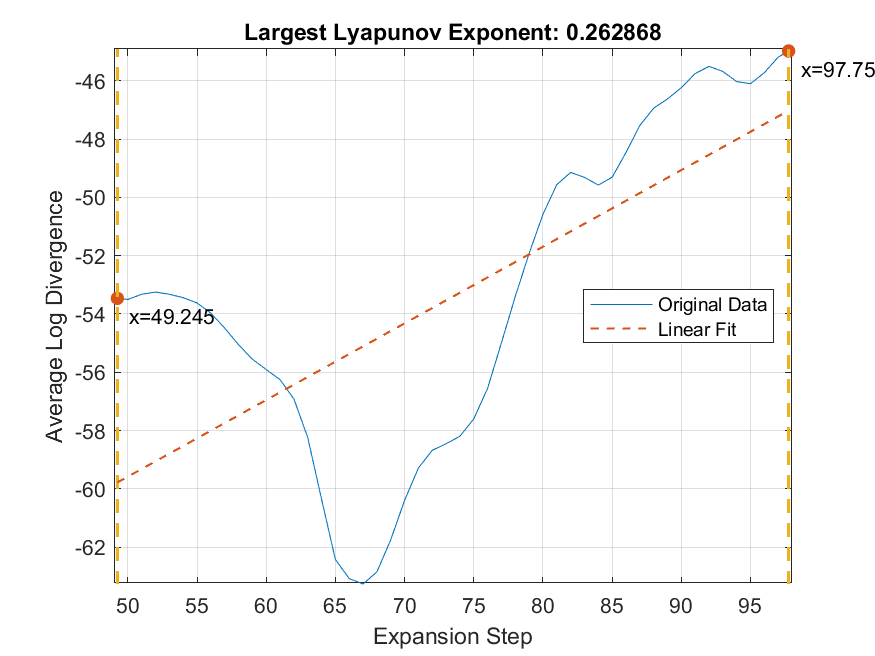 Largest Lyapunov Exponent: 0.262868
-46
x=97.75
-48
-50
-52
-54
x=49.245
-56
-58
-60
-62
Average Log Divergence
Original Data
Linear Fit
50 55 60 65 70 75 80 85 90 95
Expansion Step